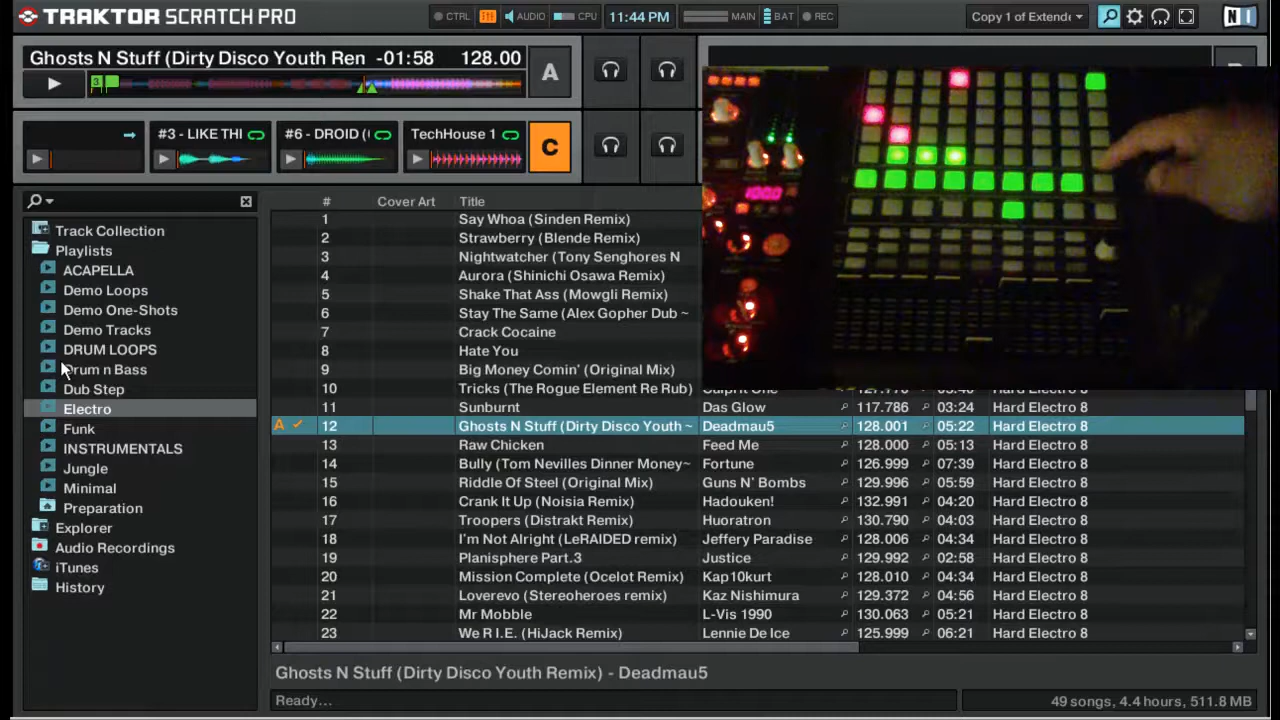 TRAKTOR SCRATCH PRO
CTRL
AUDIO
CPU
11:44 PM
MAIN
BAT
REC
Copy 1 of Extende
Ghosts N Stuff (Dirty Disco Youth Ren -01:58 128.00
A
3
#3 - LIKE THI
#6 - DROID (
TechHouse 1
C
Track Collection
Playlists
ACAPELLA
Demo Loops
Demo One-Shots
Demo Tracks
DRUM LOOPS
Drum n Bass
Dub Step
Electro
Funk
INSTRUMENTALS
Jungle
Minimal
Preparation
Explorer
Audio Recordings
iTunes
History
# Cover Art Title
1 Say Whoa (Sinden Remix)
2 Strawberry (Blende Remix)
3 Nightwatcher (Tony Senghores N
4 Aurora (Shinichi Osawa Remix)
5 Shake That Ass (Mowgli Remix)
6 Stay The Same (Alex Gopher Dub ~
7 Crack Cocaine
8 Hate You
9 Big Money Comin' (Original Mix)
10 Tricks (The Rogue Element Re Rub)
11 Sunburnt Das Glow 117.786 03:24 Hard Electro 8
A 12 Ghosts N Stuff (Dirty Disco Youth ~ Deadmau5 128.001 05:22 Hard Electro 8
13 Raw Chicken Feed Me 128.000 05:13 Hard Electro 8
14 Bully (Tom Nevilles Dinner Money~ Fortune 126.999 07:39 Hard Electro 8
15 Riddle Of Steel (Original Mix) Guns N' Bombs 129.996 05:59 Hard Electro 8
16 Crank It Up (Noisia Remix) Hadouken! 132.991 04:20 Hard Electro 8
17 Troopers (Distrakt Remix) Huoratron 130.790 04:03 Hard Electro 8
18 I'm Not Alright (LeRAIDED remix) Jeffery Paradise 128.006 04:34 Hard Electro 8
19 Planisphere Part.3 Justice 129.992 02:58 Hard Electro 8
20 Mission Complete (Ocelot Remix) Kap10kurt 128.010 04:34 Hard Electro 8
21 Loverevo (Stereoheroes remix) Kaz Nishimura 129.372 04:56 Hard Electro 8
22 Mr Mobble L-Vis 1990 130.063 05:21 Hard Electro 8
23 We R I.E. (HiJack Remix) Lennie De Ice 125.999 06:21 Hard Electro 8
Ghosts N Stuff (Dirty Disco Youth Remix) - Deadmau5
Ready...
49 songs, 4.4 hours, 511.8 MB